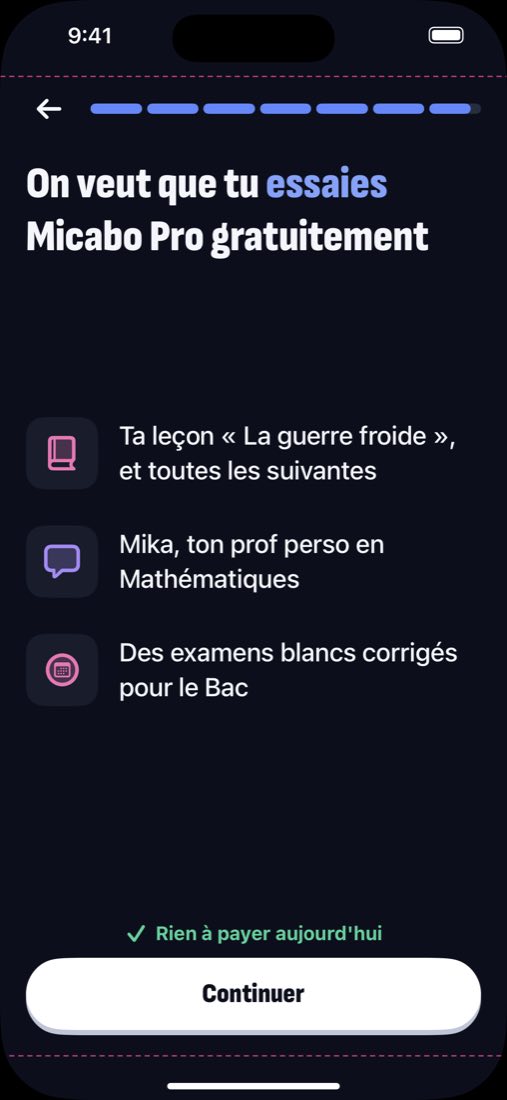 9:41
On veut que tu essaies
Micabo Pro gratuitement
Ta leçon « La guerre froide »,
et toutes les suivantes
Mika, ton prof perso en
Mathématiques
Des examens blancs corrigés
pour le Bac
Rien à payer aujourd'hui
Continuer